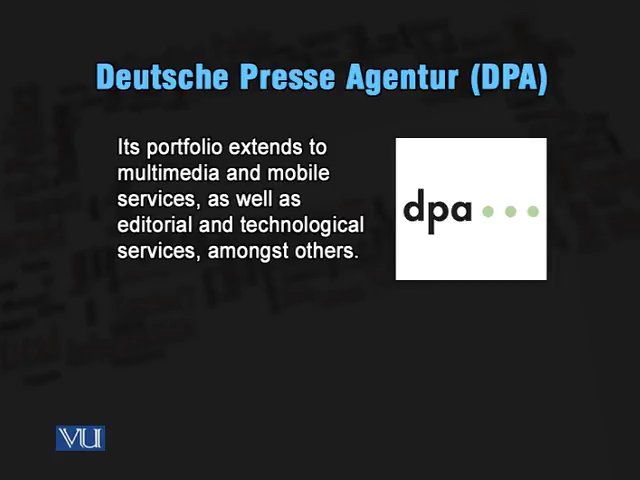 Deutsche Presse Agentur (DPA)
Its portfolio extends to
multimedia and mobile
services, as well as
editorial and technological
services, amongst others.
dpa
VU